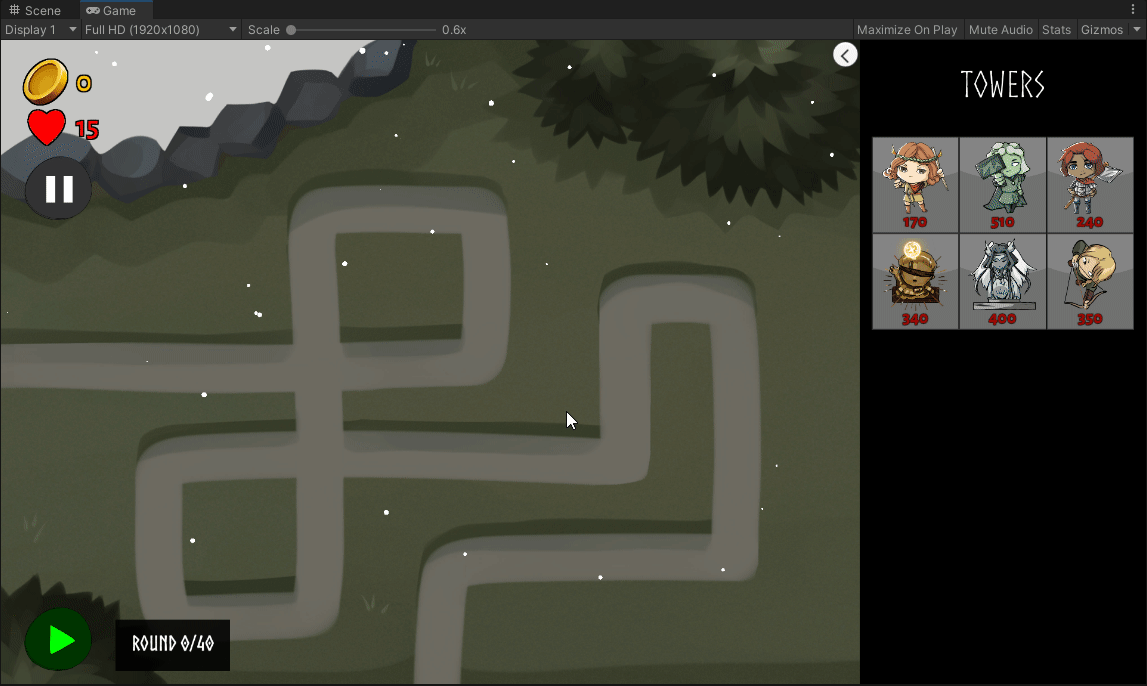 Scene Game
Display 1 Full HD (1920x1080) Scale 0.6x Maximize On Play Mute Audio Stats Gizmos
0
15
TOWERS
170 510 240
340 400 350
ROUND 0/40